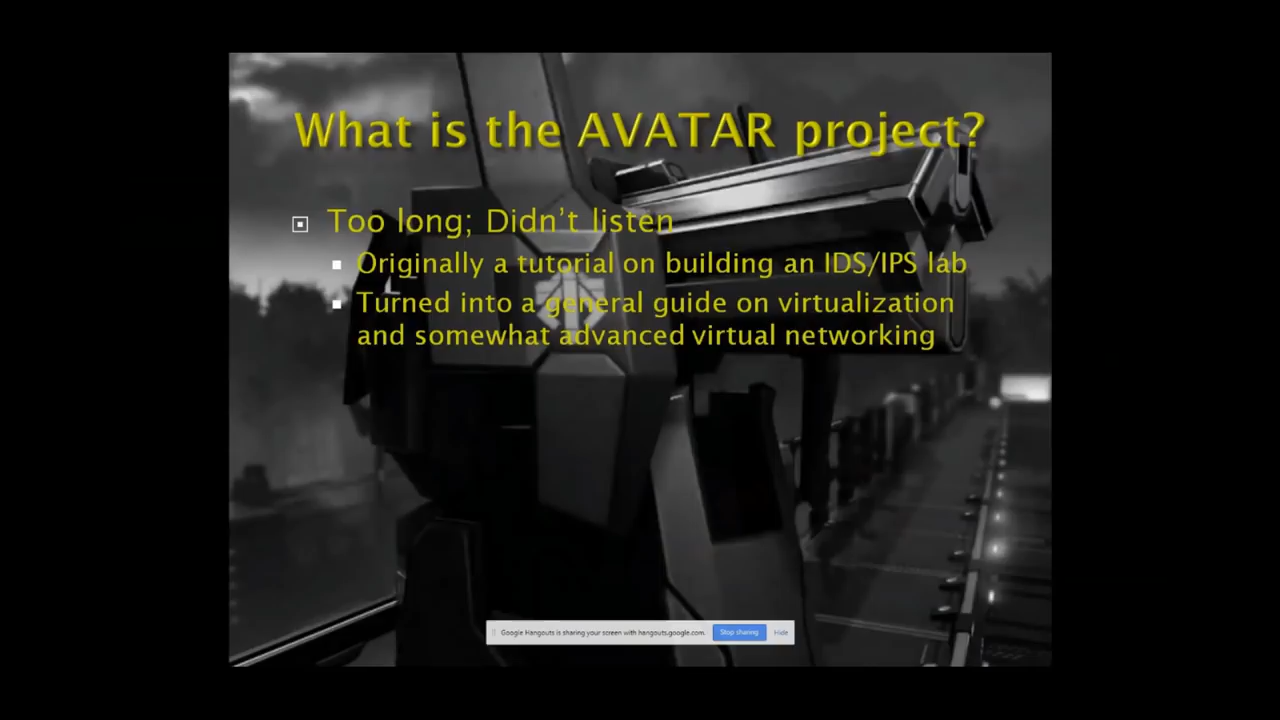 What is the AVATAR project?
Too long; Didn't listen
Originally a tutorial on building an IDS/IPS lab
Turned into a general guide on virtualization
and somewhat advanced virtual networking
Google Hangouts is sharing your screen with hangouts.google.com.
Stop sharing
Hide